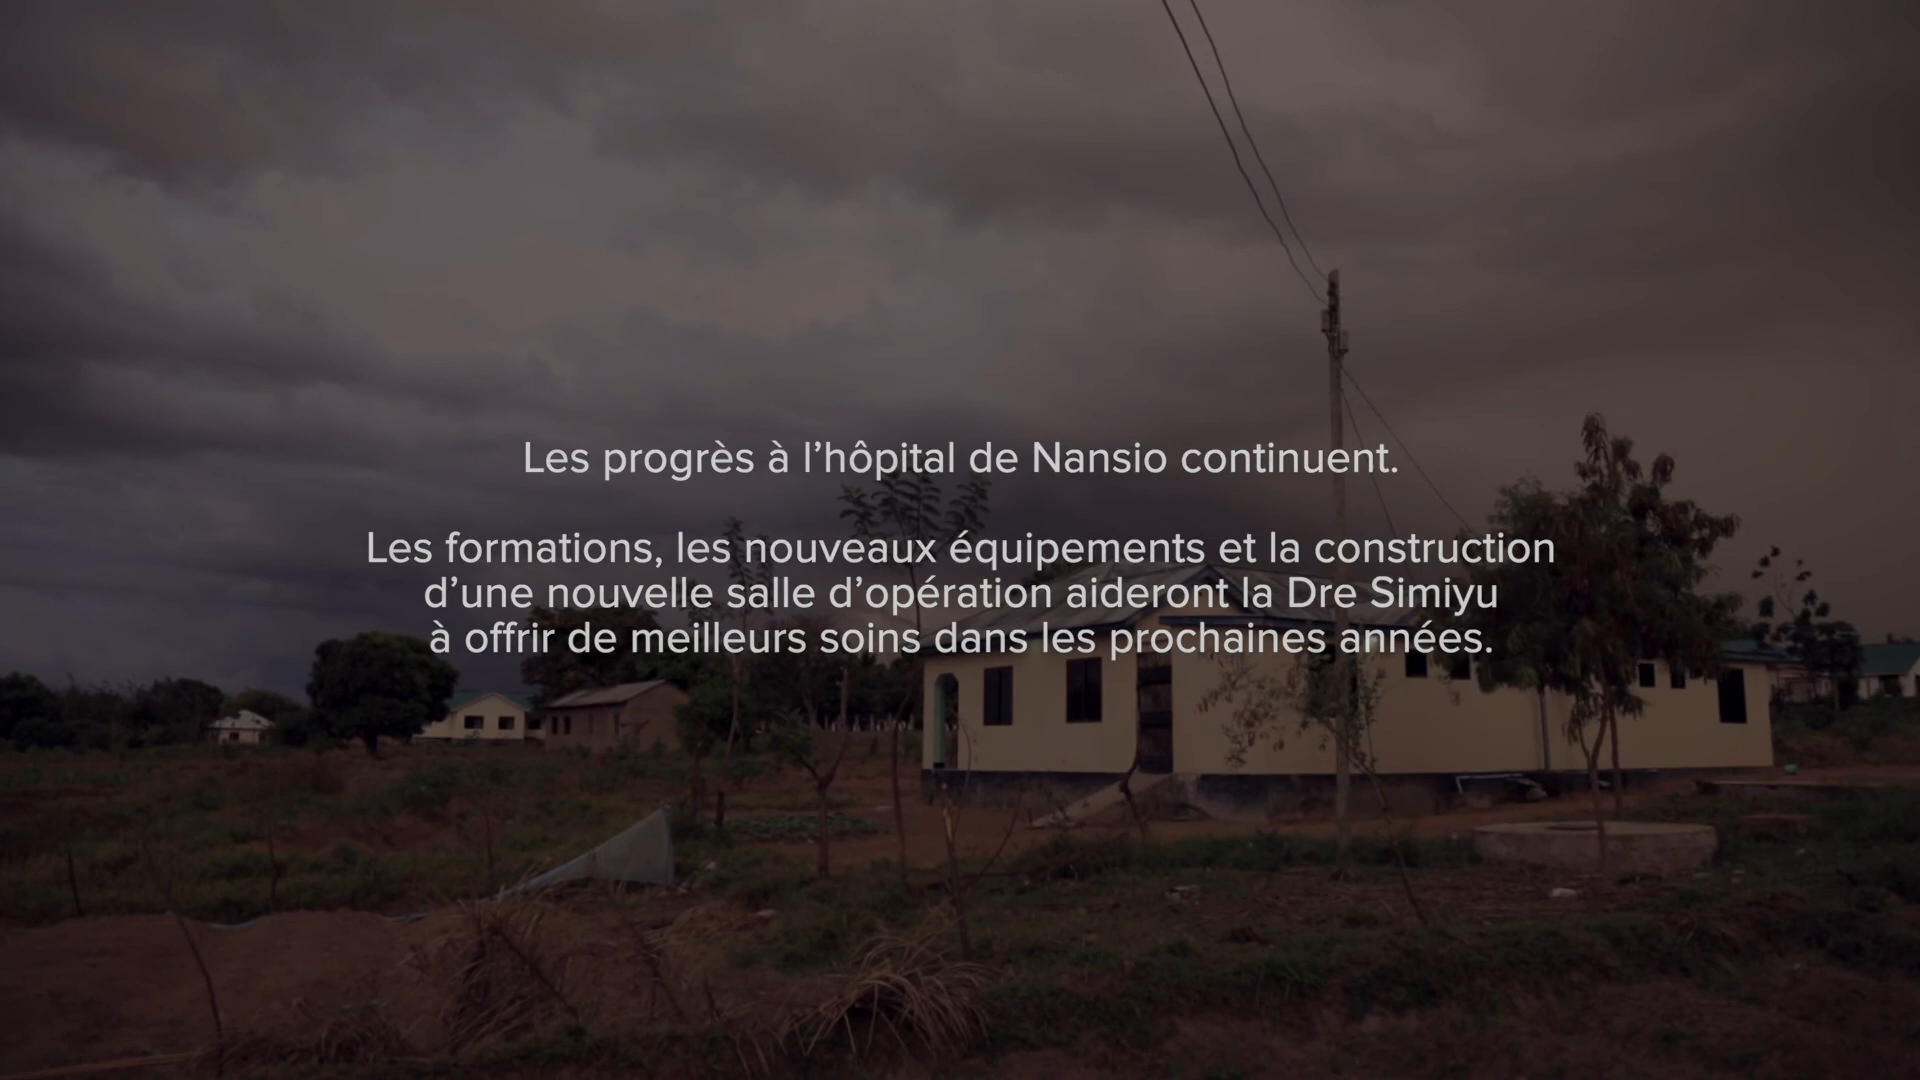 Les progrès à l’hôpital de Nansio continuent.
Les formations, les nouveaux équipements et la construction
d’une nouvelle salle d’opération aideront la Dre Simiyu
à offrir de meilleurs soins dans les prochaines années.